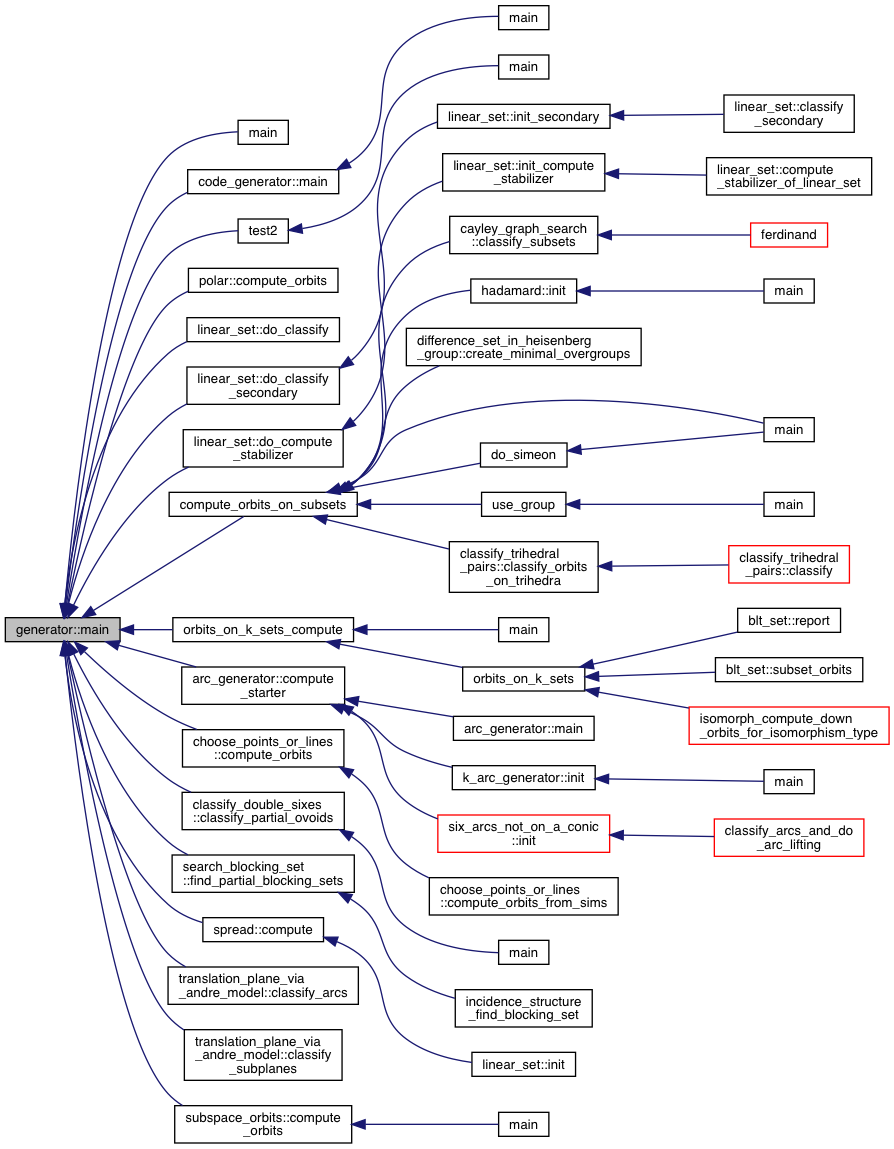 main
main
linear_set::classify
_secondary
linear_set::init_secondary
main
linear_set::init_compute
_stabilizer
linear_set::compute
_stabilizer_of_linear_set
code_generator::main
test2
cayley_graph_search
::classify_subsets
ferdinand
polar::compute_orbits
hadamard::init
main
linear_set::do_classify
difference_set_in_heisenberg
_group::create_minimal_overgroups
linear_set::do_classify
_secondary
main
linear_set::do_compute
_stabilizer
do_simeon
compute_orbits_on_subsets
use_group
main
classify_trihedral
_pairs::classify_orbits
_on_trihedra
classify_trihedral
_pairs::classify
generator::main
orbits_on_k_sets_compute
main
blt_set::report
arc_generator::compute
_starter
orbits_on_k_sets
blt_set::subset_orbits
arc_generator::main
isomorph_compute_down
_orbits_for_isomorphism_type
choose_points_or_lines
::compute_orbits
k_arc_generator::init
main
classify_double_sixes
::classify_partial_ovoids
six_arcs_not_on_a_conic
::init
classify_arcs_and_do
_arc_lifting
search_blocking_set
::find_partial_blocking_sets
choose_points_or_lines
::compute_orbits_from_sims
spread::compute
main
translation_plane_via
_andre_model::classify_arcs
incidence_structure
_find_blocking_set
translation_plane_via
_andre_model::classify
_subplanes
linear_set::init
subspace_orbits::compute
_orbits
main